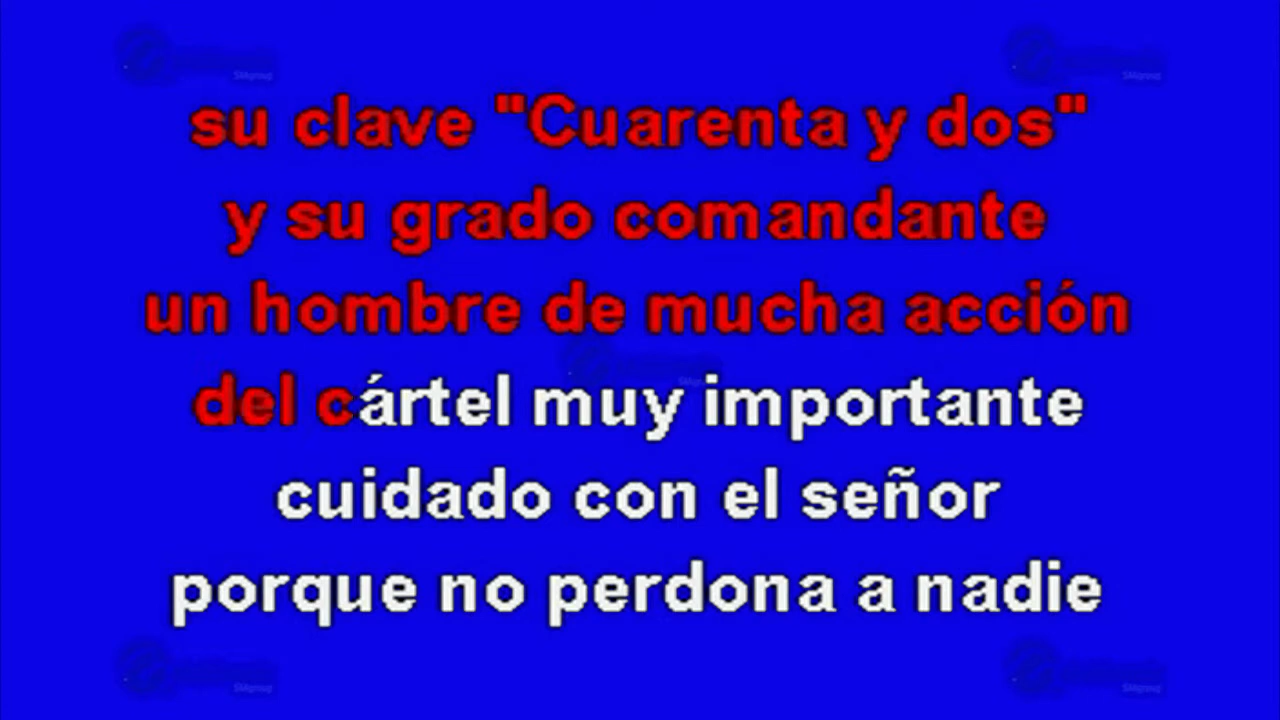 su clave "Cuarenta y dos"
y su grado comandante
un hombre de mucha acción
del cártel muy importante
cuidado con el señor
porque no perdona a nadie